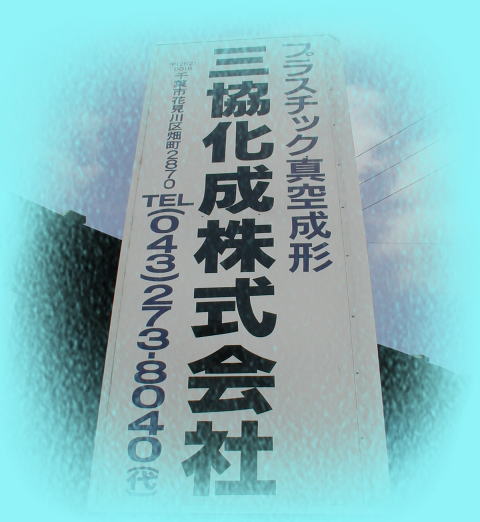 プラスチック真空成形
三協化成株式会社
千葉市花見川区畑町2870
TEL(043)273-8040(代)